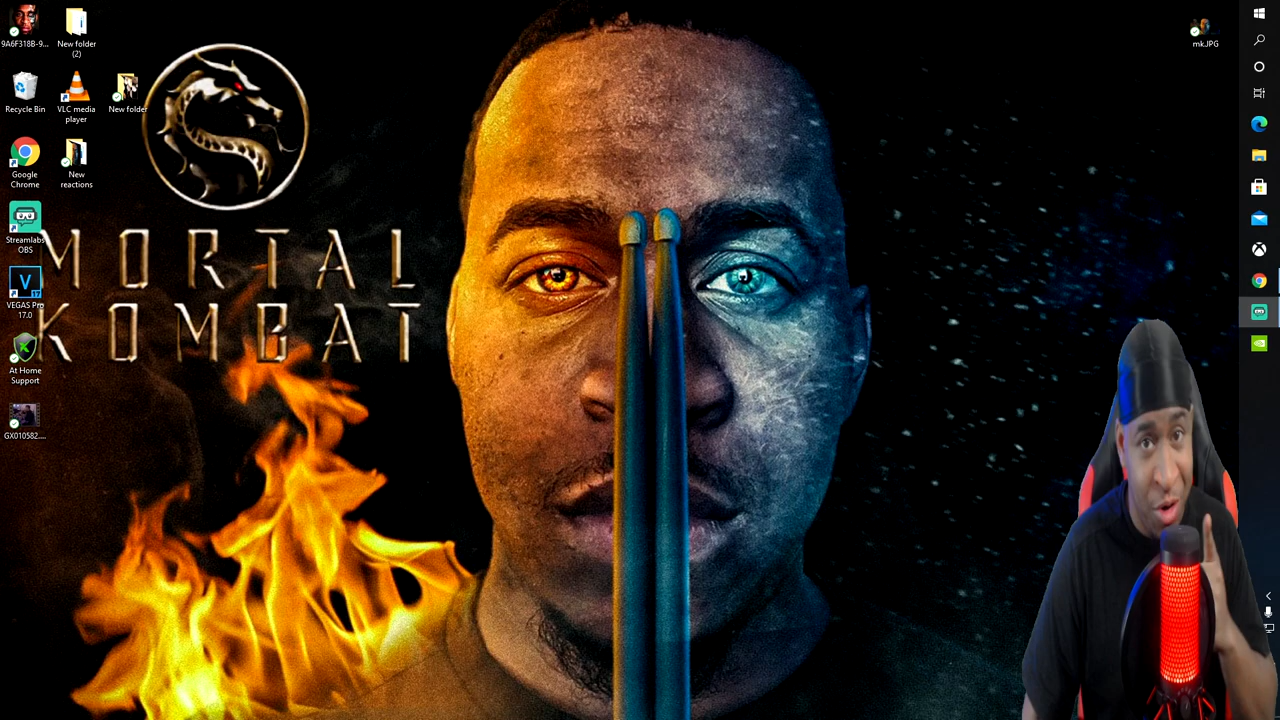 9A6F318B-9...
New folder
(2)
Recycle Bin
VLC media
player
New folder
Google
Chrome
New
reactions
Streamlabs
OBS
VEGAS Pro
17.0
17
At Home
Support
GX010582....
MORTAL
KOMBAT
mk.JPG